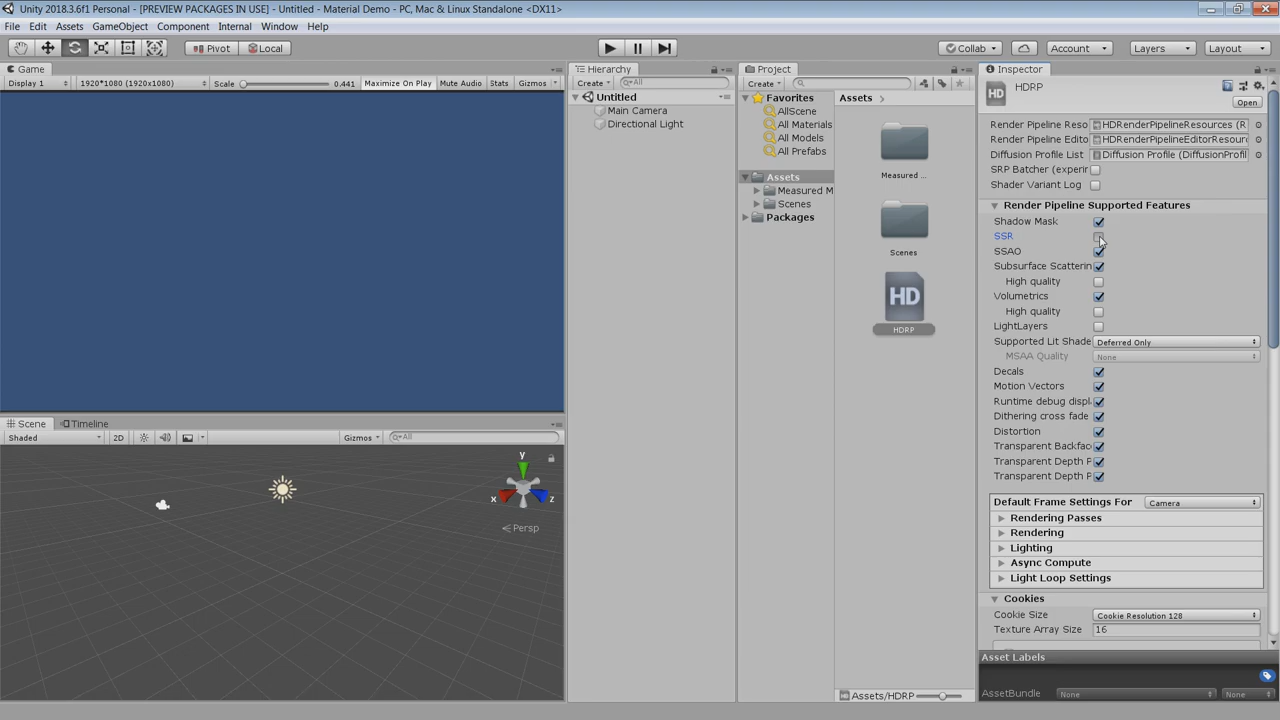 Unity 2018.3.6f1 Personal - [PREVIEW PACKAGES IN USE] - Untitled - Material Demo - PC, Mac & Linux Standalone <DX11>
File Edit Assets GameObject Component Internal Window Help
Pivot Local Collab Account Layers Layout
Game
Display 1 1920*1080 (1920x1080) Scale 0.441 Maximize On Play Mute Audio Stats Gizmos
Scene Timeline
Shaded 2D Gizmos All
y
x z
Persp
Hierarchy
Create All
Untitled
Main Camera
Directional Light
Project
Create
Favorites
AllScene
All Materials
All Models
All Prefabs
Assets
Measured M
Scenes
Packages
Assets
Measured ...
Scenes
HD
HDRP
Assets/HDRP
Inspector
HD HDRP
Open
Render Pipeline Reso HDRenderPipelineResources (R
Render Pipeline Edito HDRenderPipelineEditorResourc
Diffusion Profile List Diffusion Profile (DiffusionProfil
SRP Batcher (experir
Shader Variant Log
Render Pipeline Supported Features
Shadow Mask
SSR
SSAO
Subsurface Scatterin
High quality
Volumetrics
High quality
LightLayers
Supported Lit Shade Deferred Only
MSAA Quality None
Decals
Motion Vectors
Runtime debug displ
Dithering cross fade
Distortion
Transparent Backfac
Transparent Depth P
Transparent Depth P
Default Frame Settings For Camera
Rendering Passes
Rendering
Lighting
Async Compute
Light Loop Settings
Cookies
Cookie Size Cookie Resolution 128
Texture Array Size 16
Asset Labels
AssetBundle None None